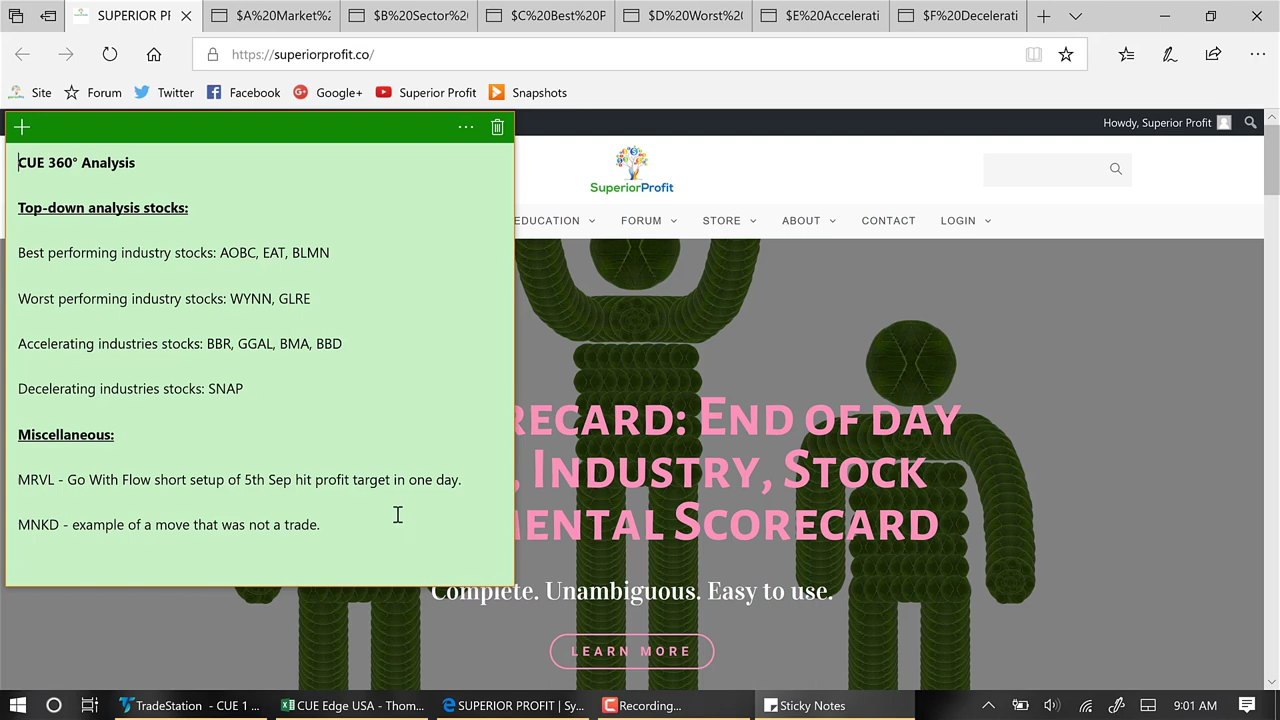 SUPERIOR PI
$A%20Market%
$B%20Sector%2
$C%20Best%20P
$D%20Worst%20
$E%20Accelerati
$F%20Decelerati
https://superiorprofit.co/
Site
Forum
Twitter
Facebook
Google+
Superior Profit
Snapshots
Howdy, Superior Profit
SuperiorProfit
EDUCATION
FORUM
STORE
ABOUT
CONTACT
LOGIN
CUE 360° Analysis
Top-down analysis stocks:
Best performing industry stocks: AOBC, EAT, BLMN
Worst performing industry stocks: WYNN, GLRE
Accelerating industries stocks: BBR, GGAL, BMA, BBD
Decelerating industries stocks: SNAP
Miscellaneous:
MRVL - Go With Flow short setup of 5th Sep hit profit target in one day.
MNKD - example of a move that was not a trade.
RECARD: END OF DAY
, INDUSTRY, STOCK
MENTAL SCORECARD
Complete. Unambiguous. Easy to use.
LEARN MORE
TradeStation - CUE 1 ...
CUE Edge USA - Thom...
SUPERIOR PROFIT | Sy...
Recording...
Sticky Notes
9:01 AM